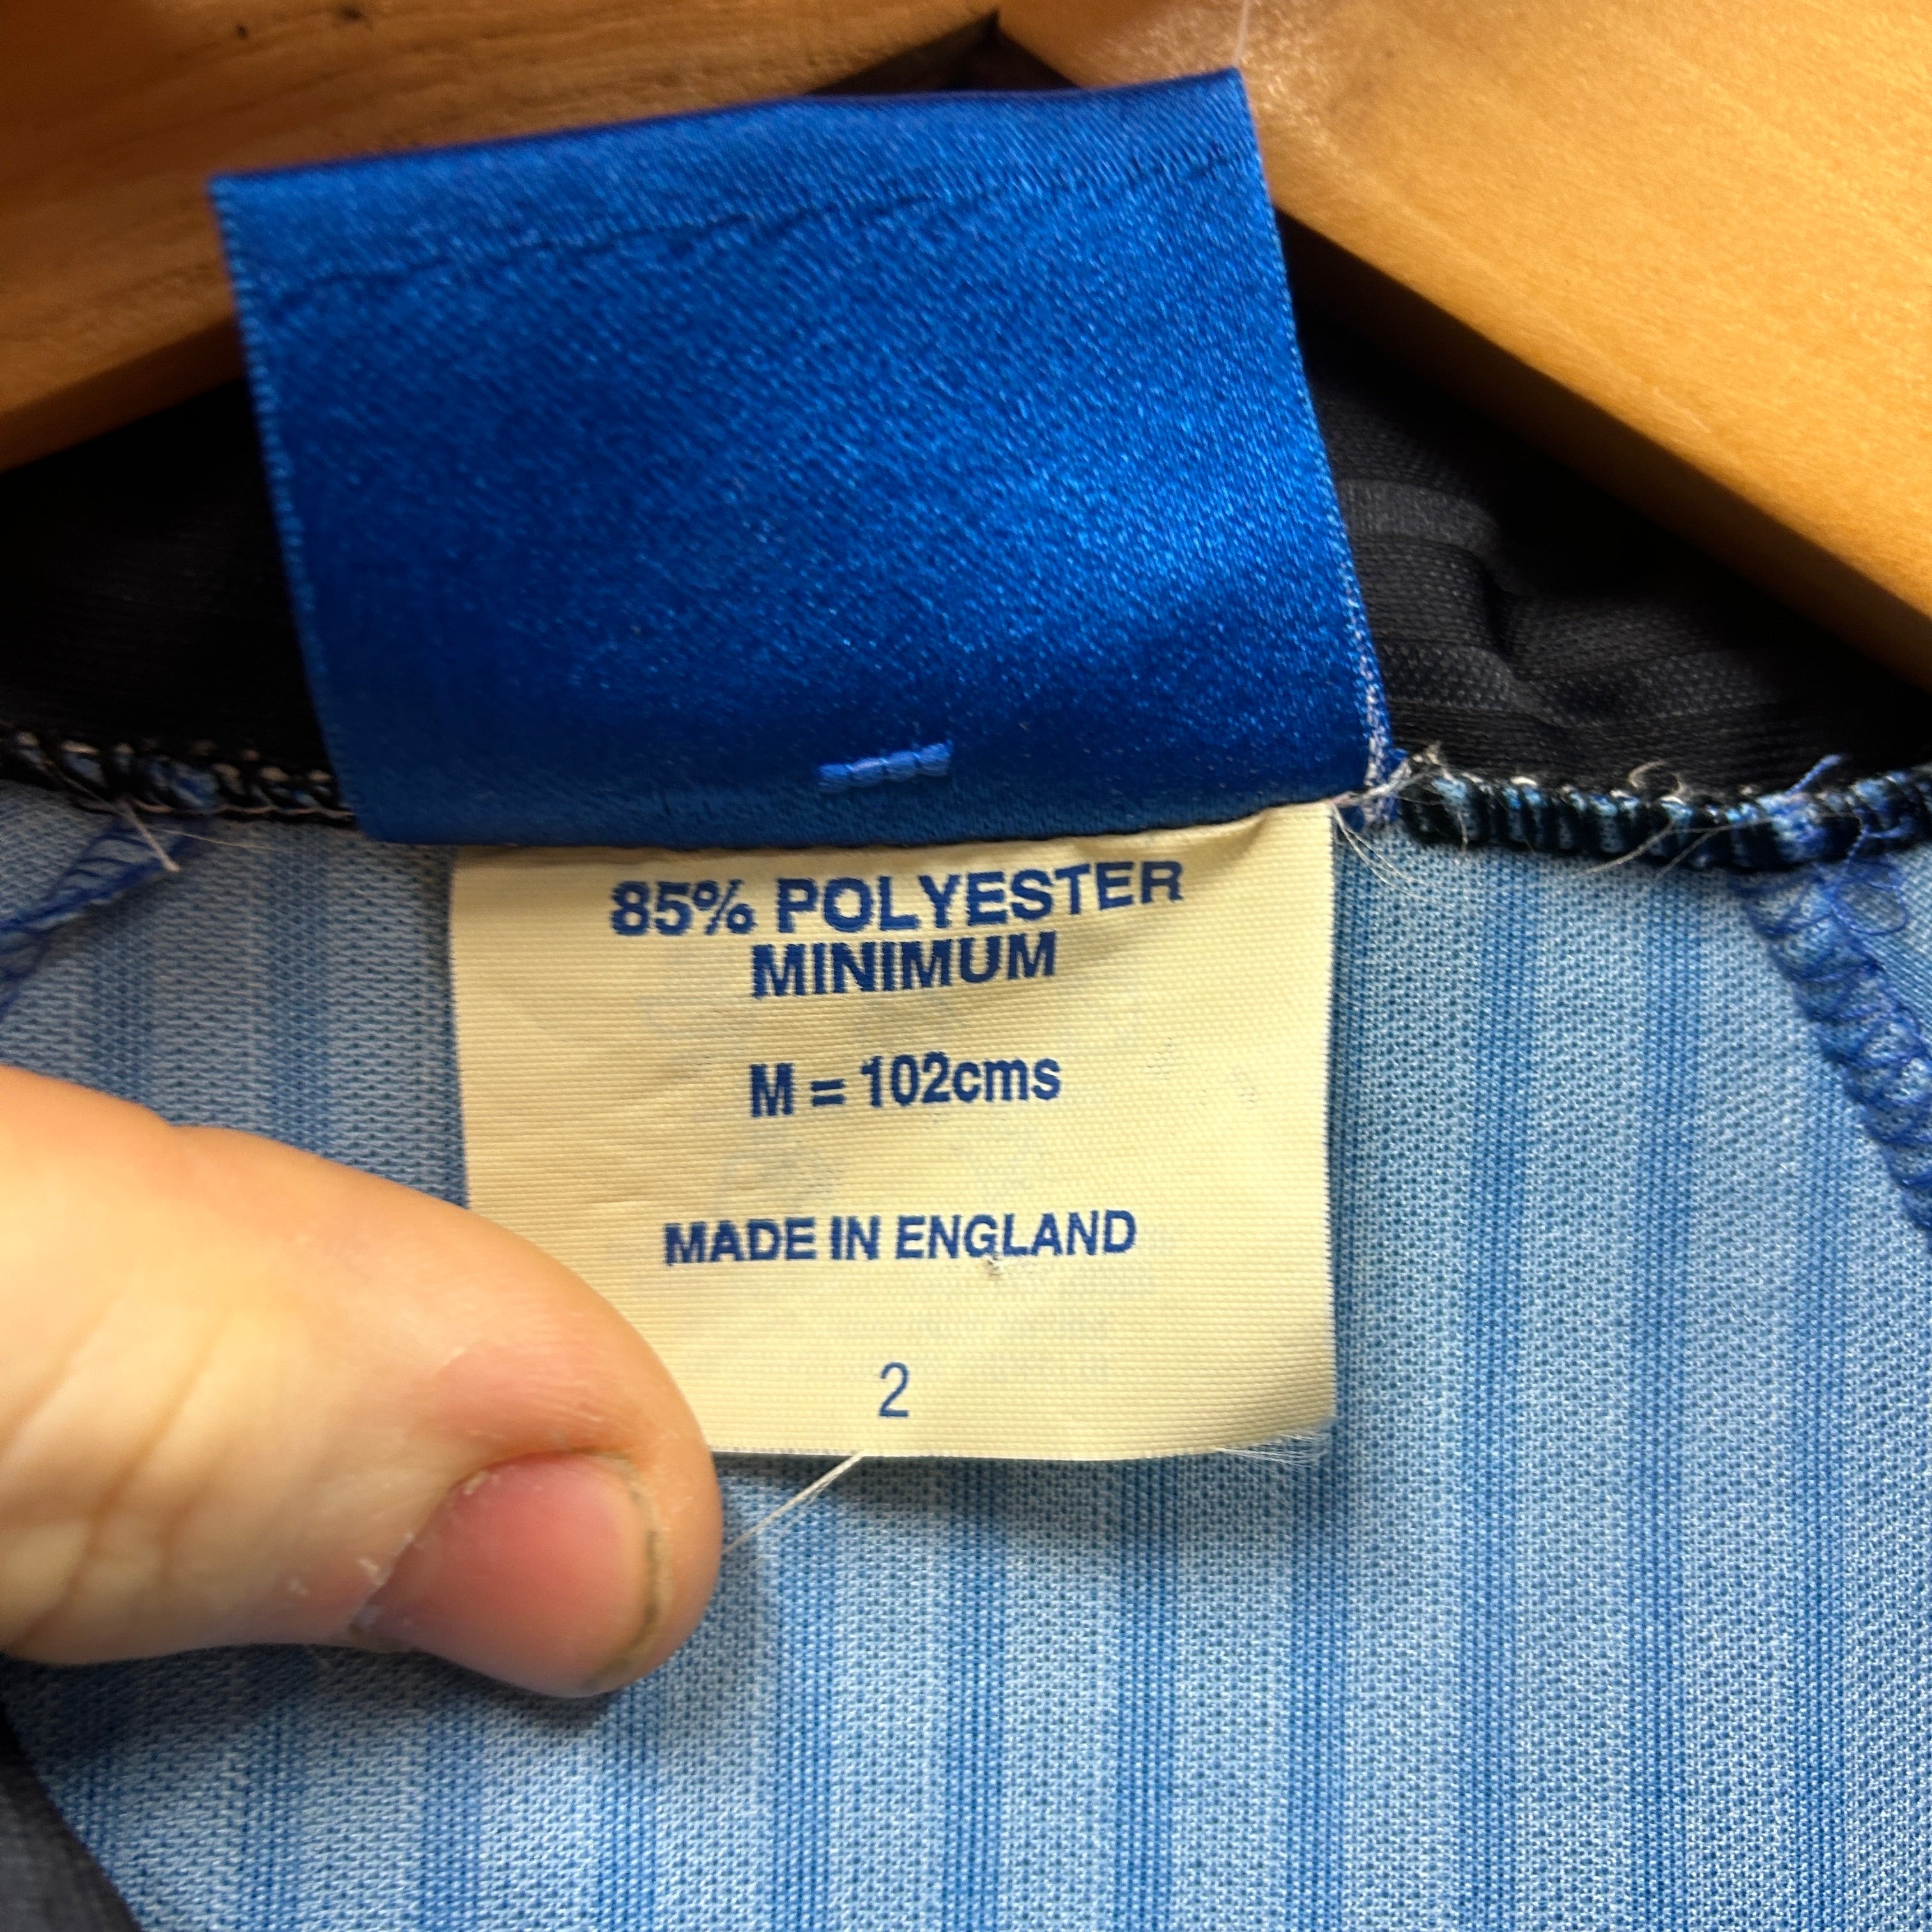 85% POLYESTER
MINIMUM
M = 102cms
MADE IN ENGLAND
2